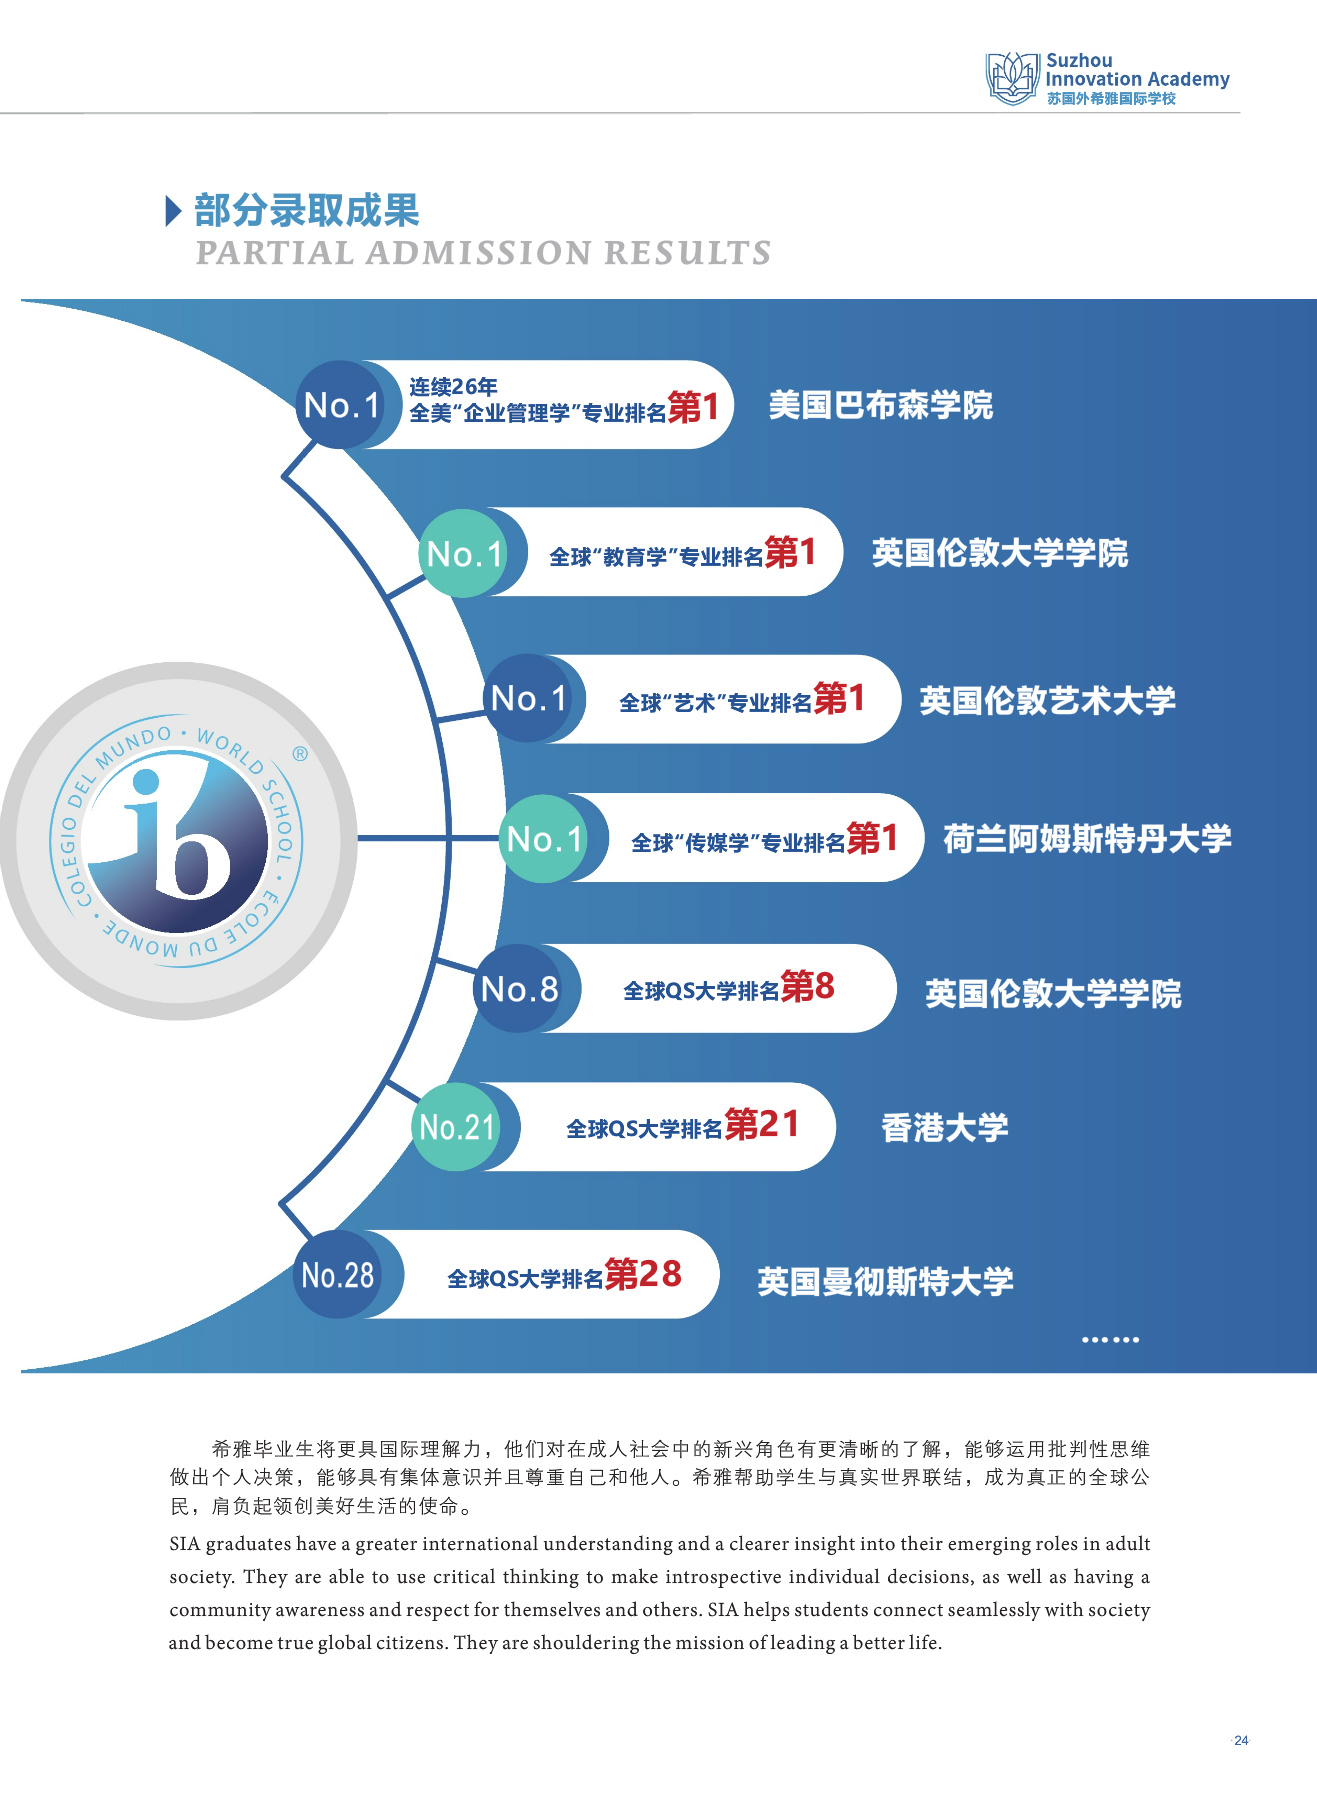 Suzhou
Innovation Academy
苏国外希雅国际学校
部分录取成果
PARTIAL ADMISSION RESULTS
No.1
连续26年
全美“企业管理学”专业排名第1
美国巴布森学院
No.1
全球“教育学”专业排名第1
英国伦敦大学学院
No.1
全球“艺术”专业排名第1
英国伦敦艺术大学
No.1
全球“传媒学”专业排名第1
荷兰阿姆斯特丹大学
No.8
全球QS大学排名第8
英国伦敦大学学院
No.21
全球QS大学排名第21
香港大学
No.28
全球QS大学排名第28
英国曼彻斯特大学
……
ib
®
COLEGIO DEL MUNDO • WORLD SCHOOL • ÉCOLE DU MONDE •
希雅毕业生将更具国际理解力，他们对在成人社会中的新兴角色有更清晰的了解，能够运用批判性思维
做出个人决策，能够具有集体意识并且尊重自己和他人。希雅帮助学生与真实世界联结，成为真正的全球公
民，肩负起领创美好生活的使命。
SIA graduates have a greater international understanding and a clearer insight into their emerging roles in adult
society. They are able to use critical thinking to make introspective individual decisions, as well as having a
community awareness and respect for themselves and others. SIA helps students connect seamlessly with society
and become true global citizens. They are shouldering the mission of leading a better life.
24